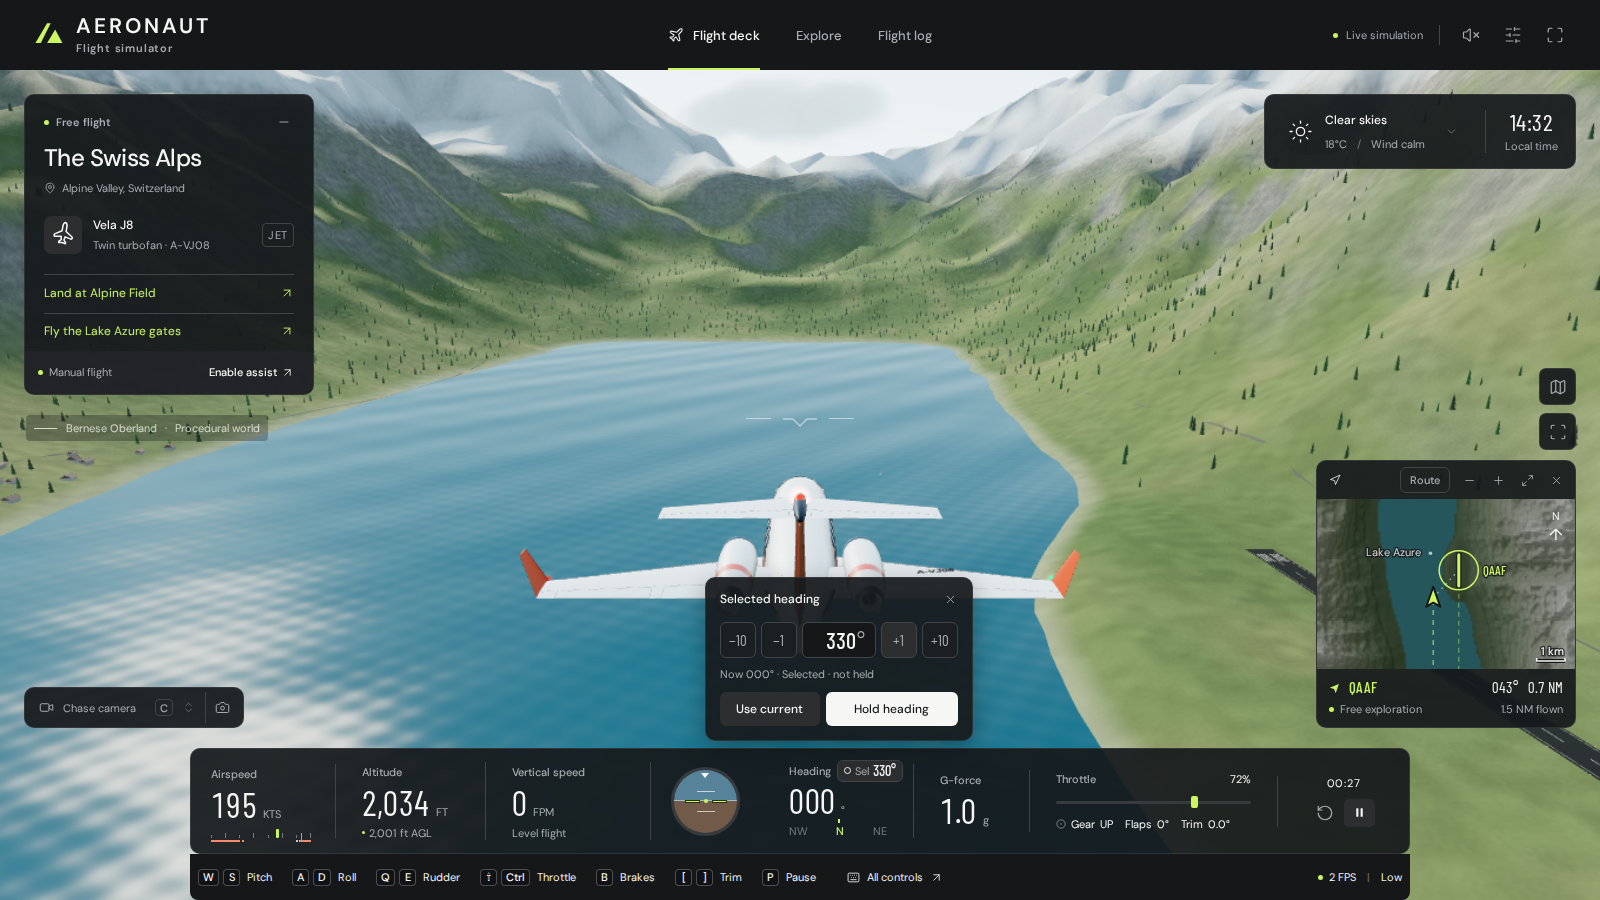 AERONAUT
Flight simulator
Flight deck
Explore
Flight log
Live simulation
Free flight
The Swiss Alps
Alpine Valley, Switzerland
Vela J8
Twin turbofan · A-VJ08
JET
Land at Alpine Field
Fly the Lake Azure gates
Manual flight
Enable assist
Bernese Oberland · Procedural world
Clear skies
18°C / Wind calm
14:32
Local time
Route
N
Lake Azure
QAAF
1 km
QAAF
043° 0.7 NM
Free exploration
1.5 NM flown
Chase camera
C
Selected heading
−10
−1
330°
+1
+10
Now 000° · Selected · not held
Use current
Hold heading
Airspeed
195 KTS
Altitude
2,034 FT
2,001 ft AGL
Vertical speed
0 FPM
Level flight
Heading
Sel 330°
000°
NW N NE
G-force
1.0 g
Throttle
72%
Gear UP Flaps 0° Trim 0.0°
00:27
W S Pitch
A D Roll
Q E Rudder
⇧ Ctrl Throttle
B Brakes
[ ] Trim
P Pause
All controls
2 FPS | Low